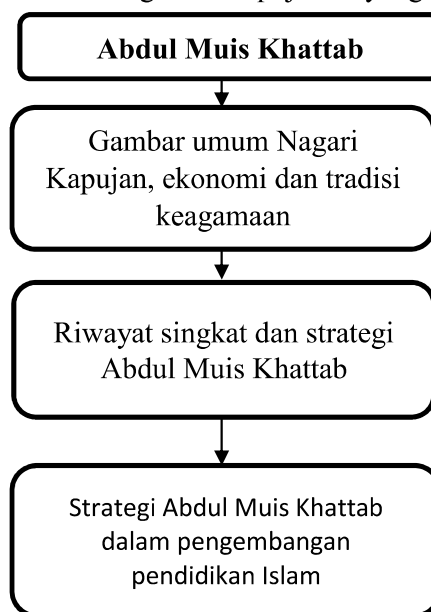 Abdul Muis Khattab
Gambar umum Nagari
Kapujan, ekonomi dan tradisi
keagamaan
Riwayat singkat dan strategi
Abdul Muis Khattab
Strategi Abdul Muis Khattab
dalam pengembangan
pendidikan Islam